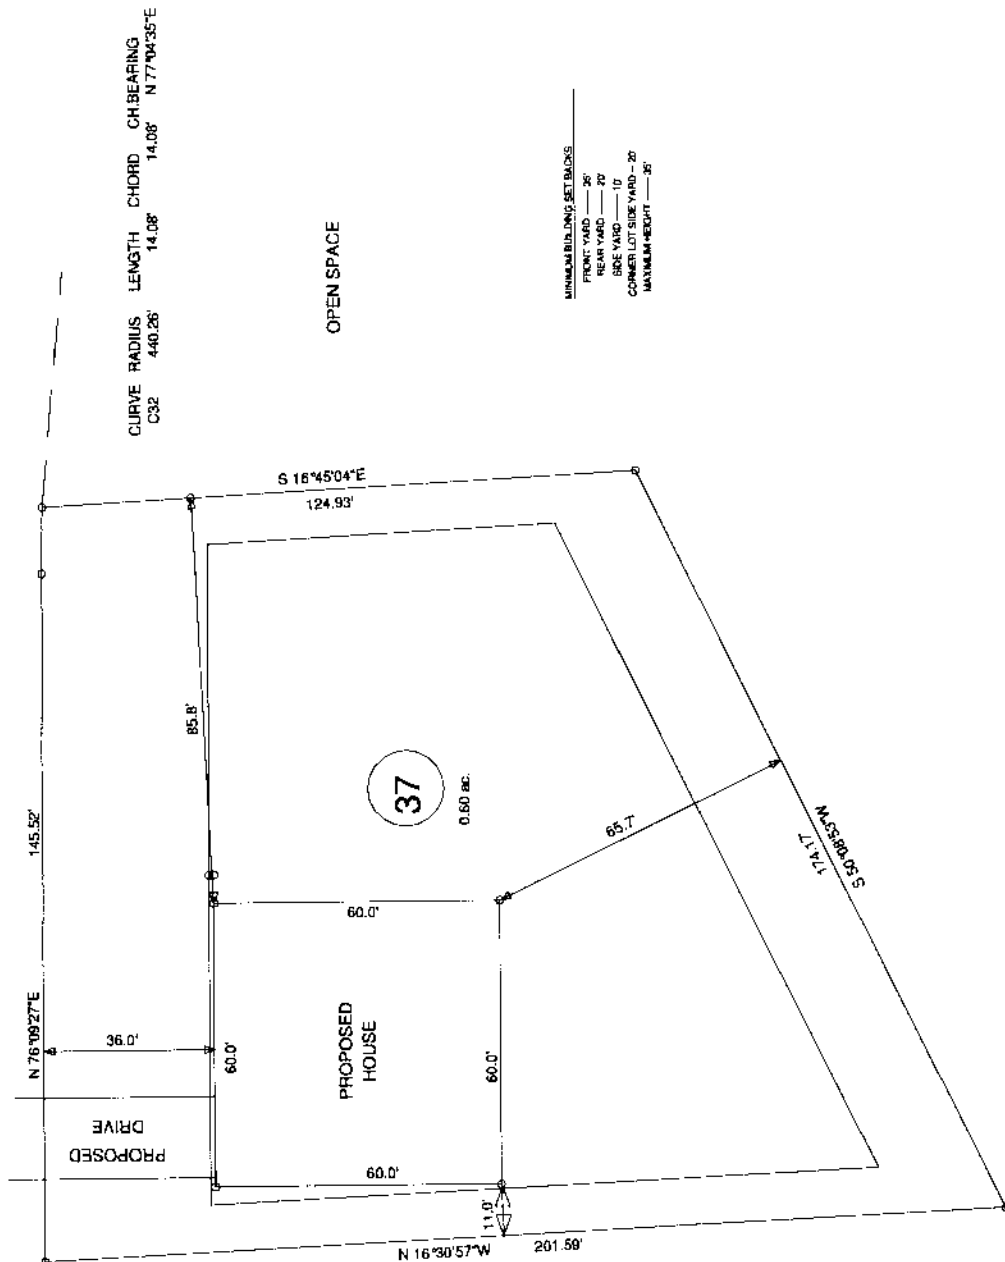 CURVE RADIUS LENGTH CHORD CH.BEARING
C32 440.26' 14.08' 14.08' N 77°04'35"E
OPEN SPACE
MINIMUM BUILDING SET BACKS
FRONT YARD —— 35'
REAR YARD —— 20'
SIDE YARD —— 10'
CORNER LOT SIDE YARD – 20'
MAXIMUM HEIGHT —— 35'
S 16°45'04"E
124.93'
145.52'
N 76°09'27"E
85.8'
37
0.60 ac.
65.7'
174.17'
S 50°08'53"W
60.0'
36.0'
60.0'
PROPOSED
HOUSE
60.0'
PROPOSED
DRIVE
60.0'
11.0'
N 16°30'57"W
201.59'